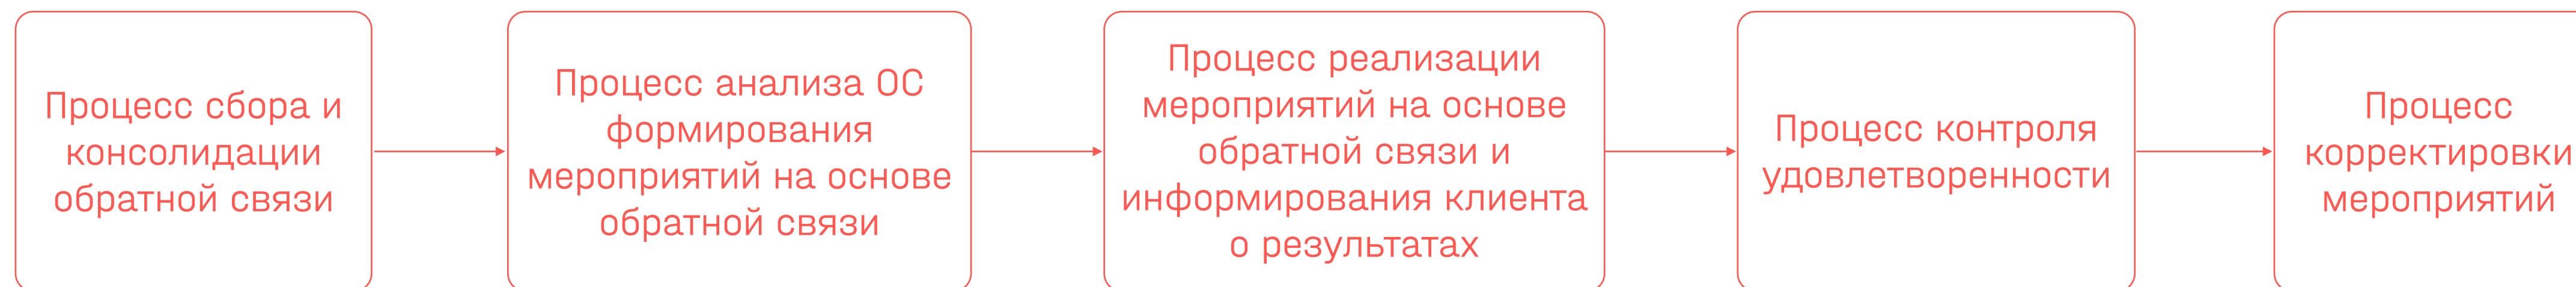 Процесс сбора и
консолидации
обратной связи
Процесс анализа ОС
формирования
мероприятий на основе
обратной связи
Процесс реализации
мероприятий на основе
обратной связи и
информирования клиента
о результатах
Процесс контроля
удовлетворенности
Процесс
корректировки
мероприятий